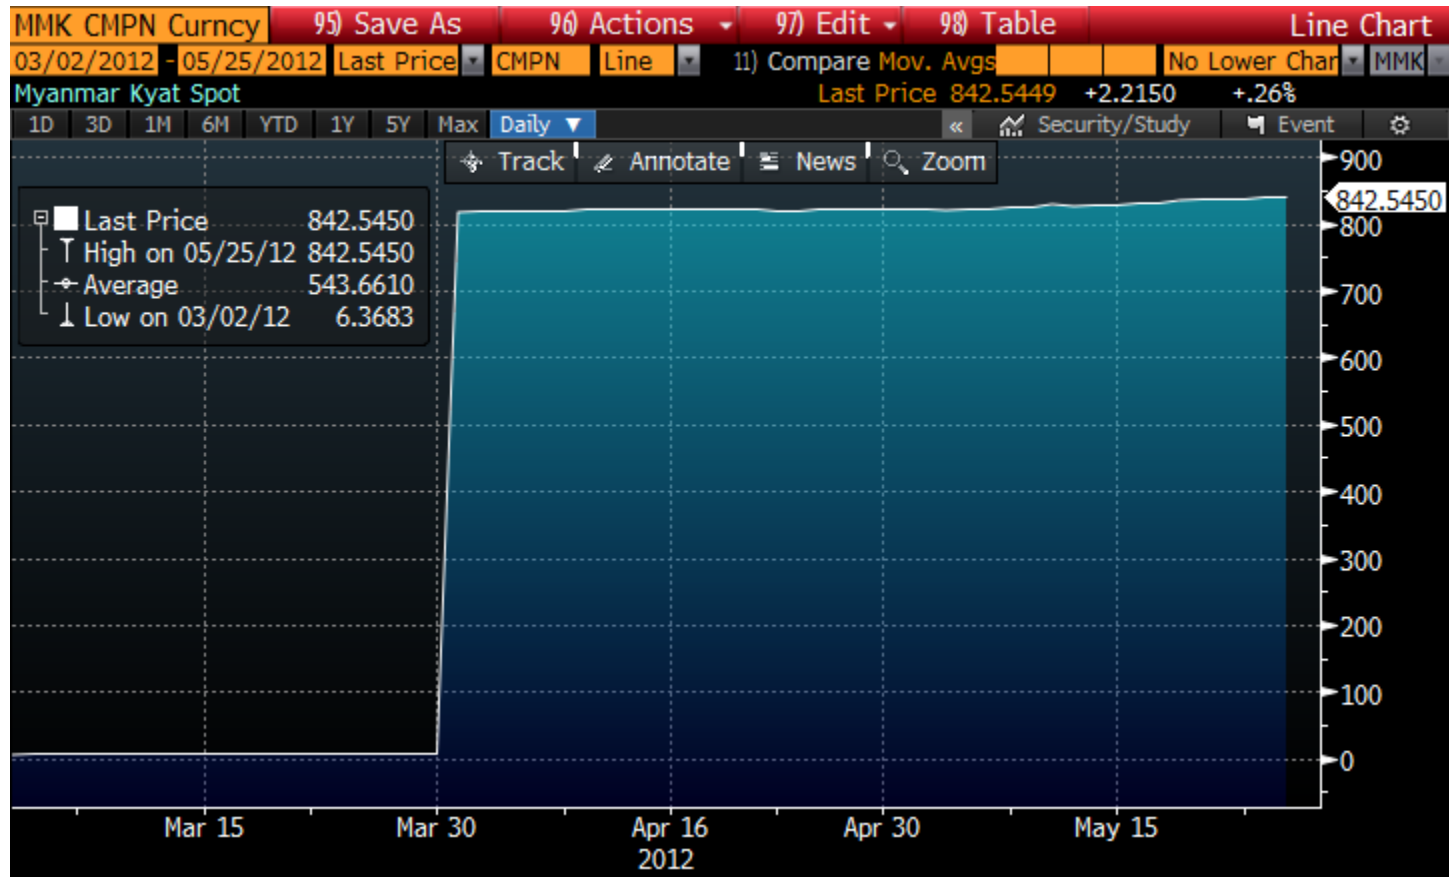 MMK CMPN Curncy 95) Save As 96) Actions 97) Edit 98) Table Line Chart
03/02/2012 - 05/25/2012 Last Price CMPN Line 11) Compare Mov. Avgs No Lower Char MMK
Myanmar Kyat Spot Last Price 842.5449 +2.2150 +.26%
1D 3D 1M 6M YTD 1Y 5Y Max Daily ▼ « Security/Study Event
Track Annotate News Zoom
Last Price 842.5450
High on 05/25/12 842.5450
Average 543.6610
Low on 03/02/12 6.3683
900
842.5450
800
700
600
500
400
300
200
100
0
Mar 15 Mar 30 Apr 16 Apr 30 May 15
2012